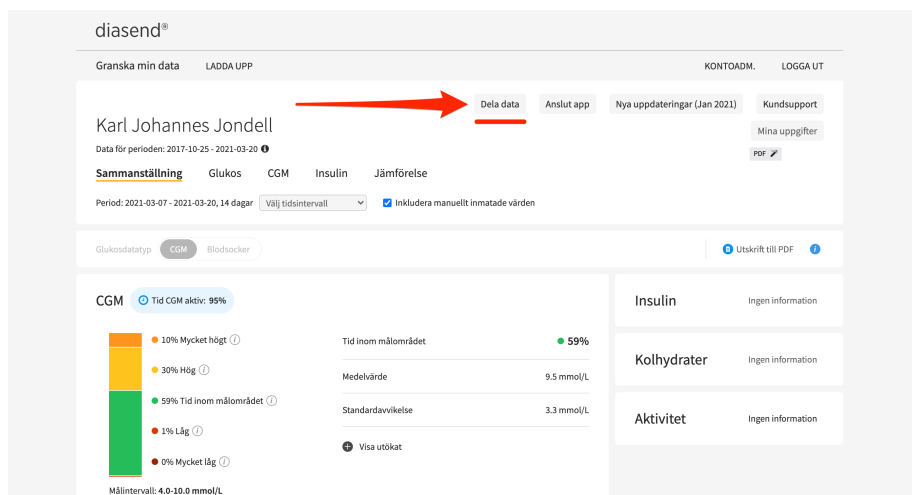 diasend®
Granska min data LADDA UPP KONTOADM. LOGGA UT
Dela data Anslut app Nya uppdateringar (Jan 2021) Kundsupport
Karl Johannes Jondell
Mina uppgifter
Data för perioden: 2017-10-25 - 2021-03-20
PDF
Sammanställning Glukos CGM Insulin Jämförelse
Period: 2021-03-07 - 2021-03-20, 14 dagar Välj tidsintervall Inkludera manuellt inmatade värden
Glukosdatatyp CGM Blodsocker Utskrift till PDF
CGM Tid CGM aktiv: 95%
Insulin Ingen information
10% Mycket högt
Tid inom målområdet 59%
30% Hög
Kolhydrater Ingen information
Medelvärde 9.5 mmol/L
59% Tid inom målområdet
Standardavvikelse 3.3 mmol/L
Aktivitet Ingen information
1% Låg
Visa utökat
0% Mycket låg
Målintervall: 4.0-10.0 mmol/L